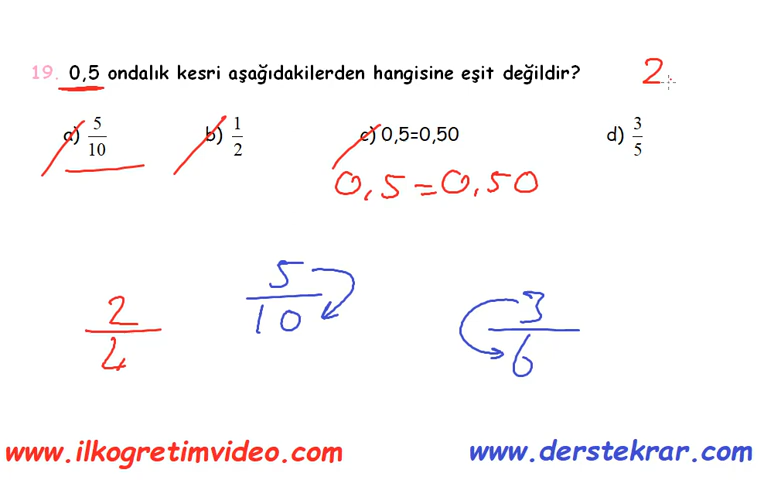 19. 0,5 ondalık kesri aşağıdakilerden hangisine eşit değildir?
2
a) 5/10 b) 1/2 c) 0,5=0,50 d) 3/5
0,5=0,50
2/4 5/10 3/6
www.ilkogretimvideo.com www.derstekrar.com